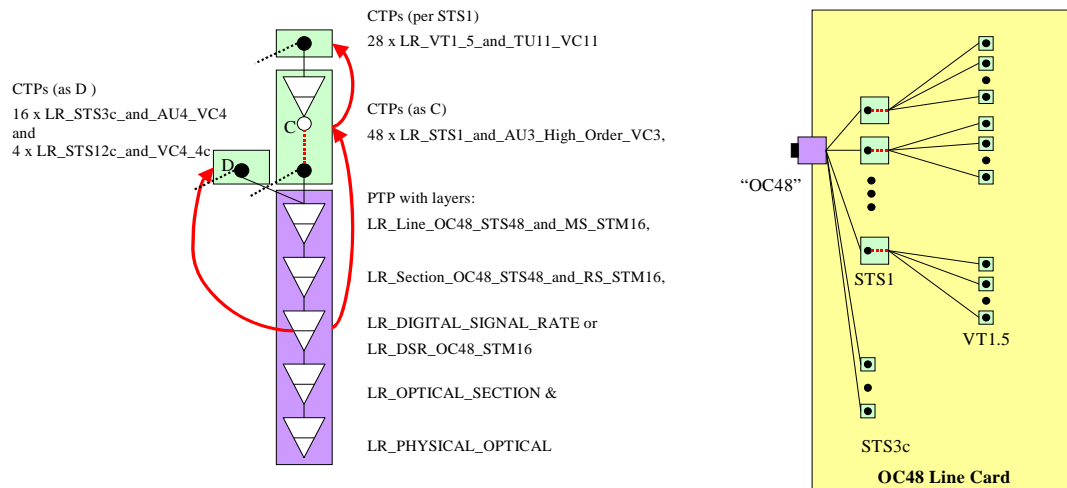 CTPs (per STS1)
28 x LR_VT1_5_and_TU11_VC11
CTPs (as D )
16 x LR_STS3c_and_AU4_VC4
and
4 x LR_STS12c_and_VC4_4c
C
CTPs (as C)
48 x LR_STS1_and_AU3_High_Order_VC3,
D
PTP with layers:
LR_Line_OC48_STS48_and_MS_STM16,
LR_Section_OC48_STS48_and_RS_STM16,
LR_DIGITAL_SIGNAL_RATE or
LR_DSR_OC48_STM16
LR_OPTICAL_SECTION &
LR_PHYSICAL_OPTICAL
“OC48”
STS1
VT1.5
STS3c
OC48 Line Card